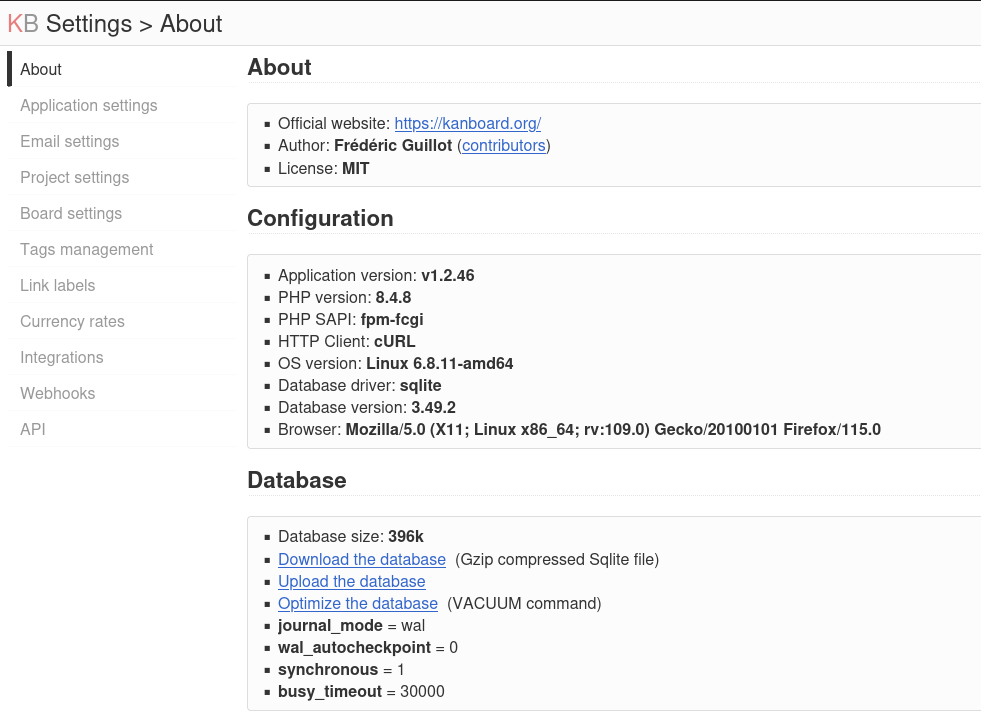 KB Settings > About
About
Application settings
Email settings
Project settings
Board settings
Tags management
Link labels
Currency rates
Integrations
Webhooks
API
About
Official website: https://kanboard.org/
Author: Frédéric Guillot (contributors)
License: MIT
Configuration
Application version: v1.2.46
PHP version: 8.4.8
PHP SAPI: fpm-fcgi
HTTP Client: cURL
OS version: Linux 6.8.11-amd64
Database driver: sqlite
Database version: 3.49.2
Browser: Mozilla/5.0 (X11; Linux x86_64; rv:109.0) Gecko/20100101 Firefox/115.0
Database
Database size: 396k
Download the database (Gzip compressed Sqlite file)
Upload the database
Optimize the database (VACUUM command)
journal_mode = wal
wal_autocheckpoint = 0
synchronous = 1
busy_timeout = 30000